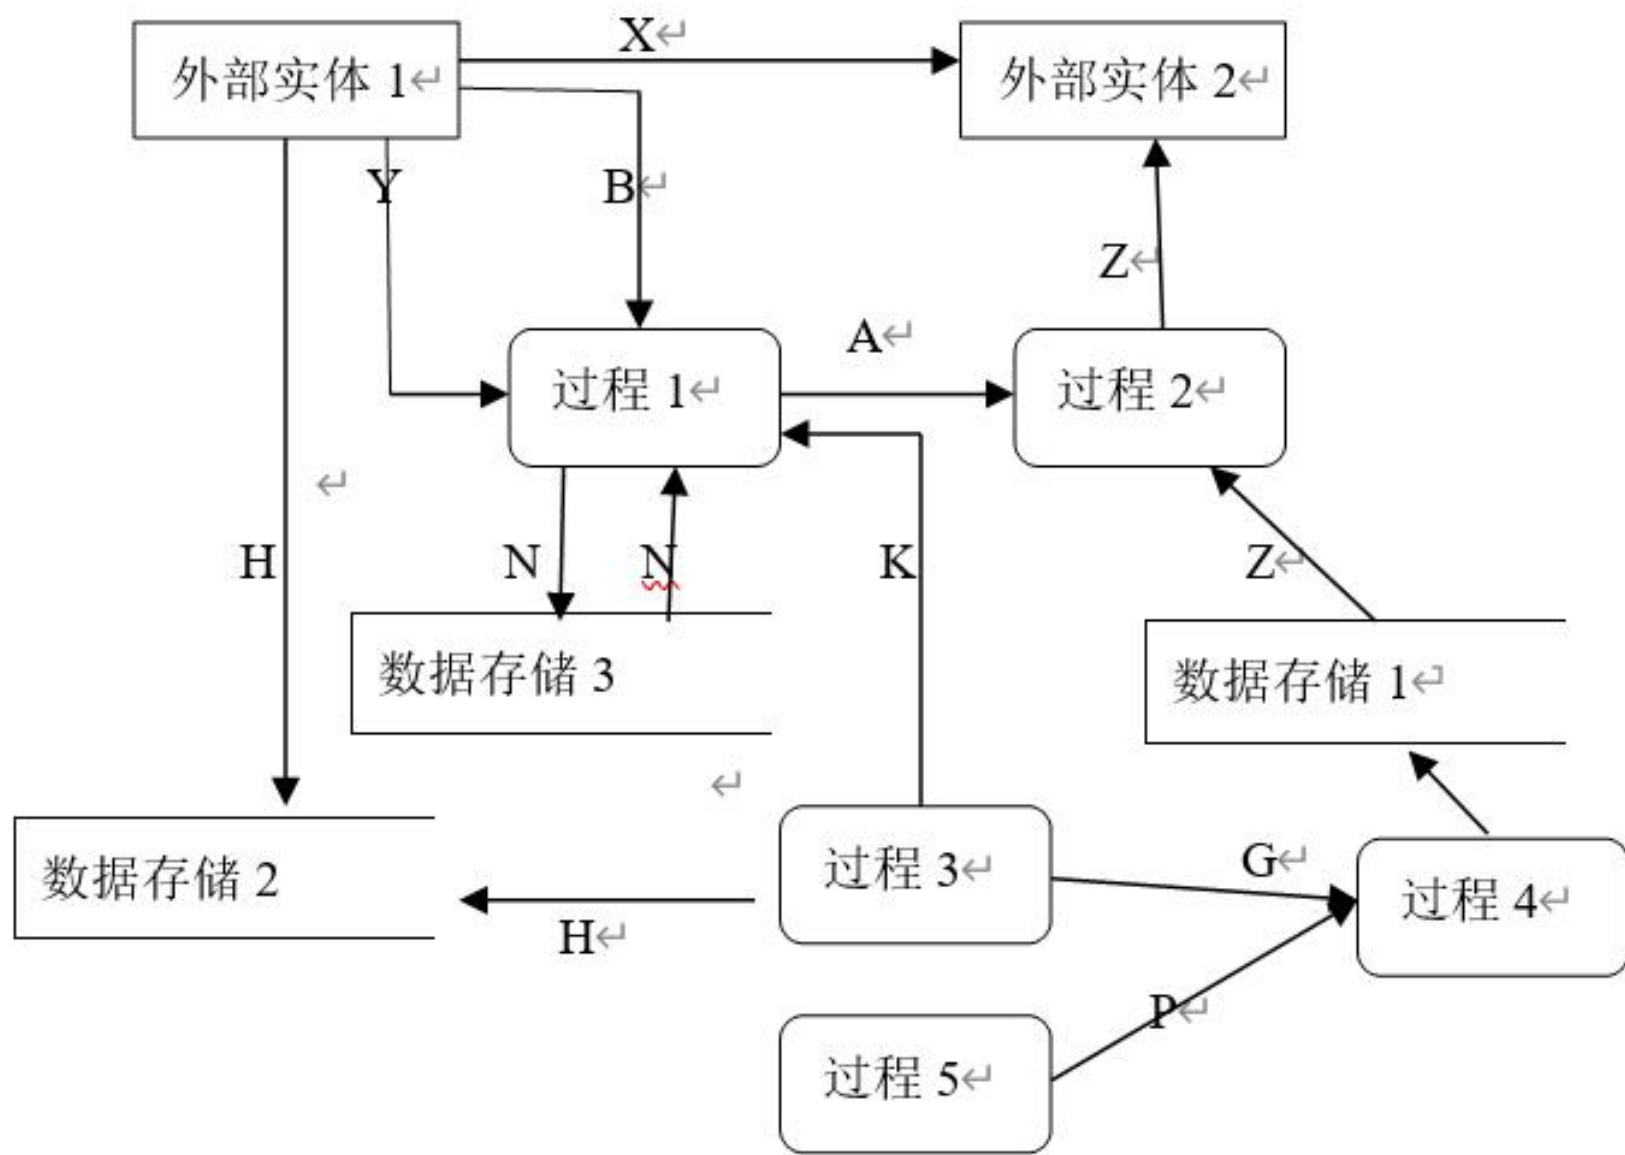 X↵
外部实体 1↵
外部实体 2↵
Y
B↵
Z↵
A↵
过程 1↵
过程 2↵
↵
H
N
N
K
Z↵
数据存储 3
数据存储 1↵
↵
数据存储 2
过程 3↵
G↵
过程 4↵
H↵
P↵
过程 5↵